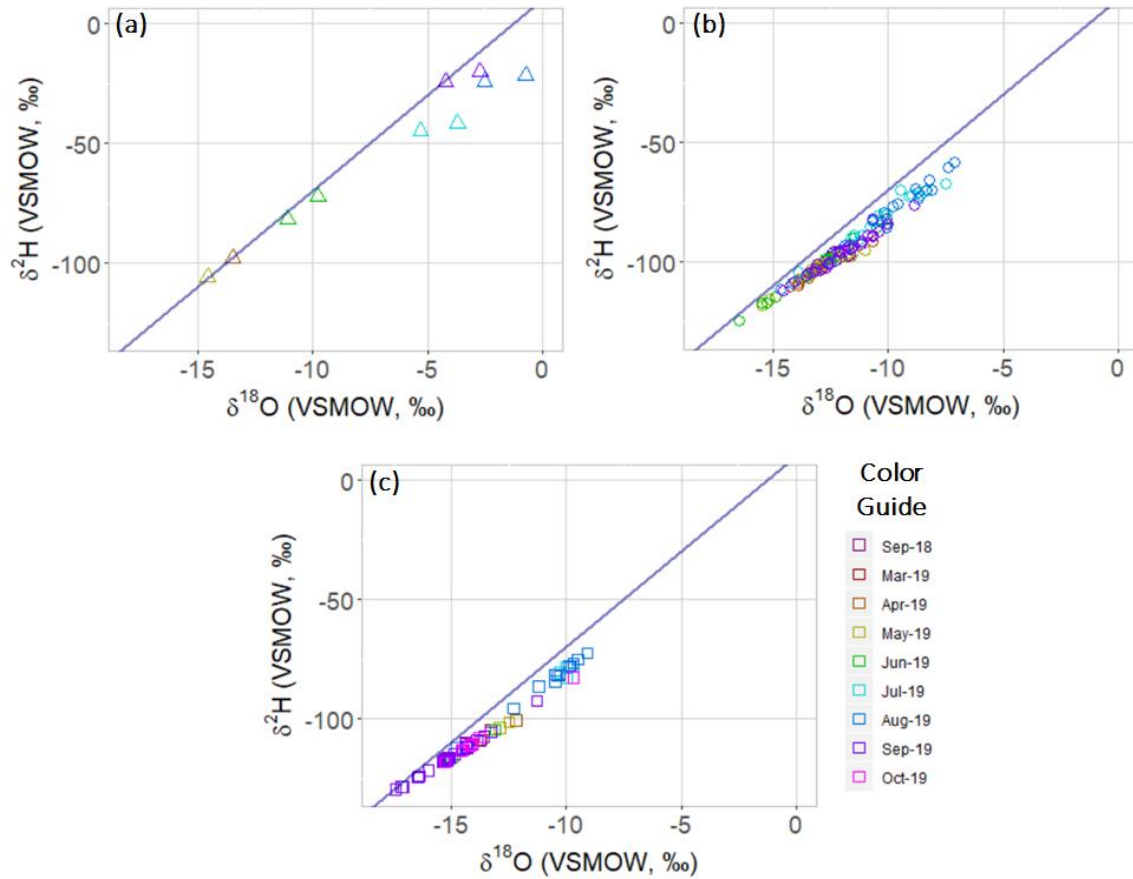 (a)
0
-50
-100
δ²H (VSMOW, ‰)
-15 -10 -5 0
δ¹⁸O (VSMOW, ‰)
(b)
0
-50
-100
δ²H (VSMOW, ‰)
-15 -10 -5 0
δ¹⁸O (VSMOW, ‰)
(c)
0
-50
-100
δ²H (VSMOW, ‰)
-15 -10 -5 0
δ¹⁸O (VSMOW, ‰)
Color
Guide
Sep-18
Mar-19
Apr-19
May-19
Jun-19
Jul-19
Aug-19
Sep-19
Oct-19